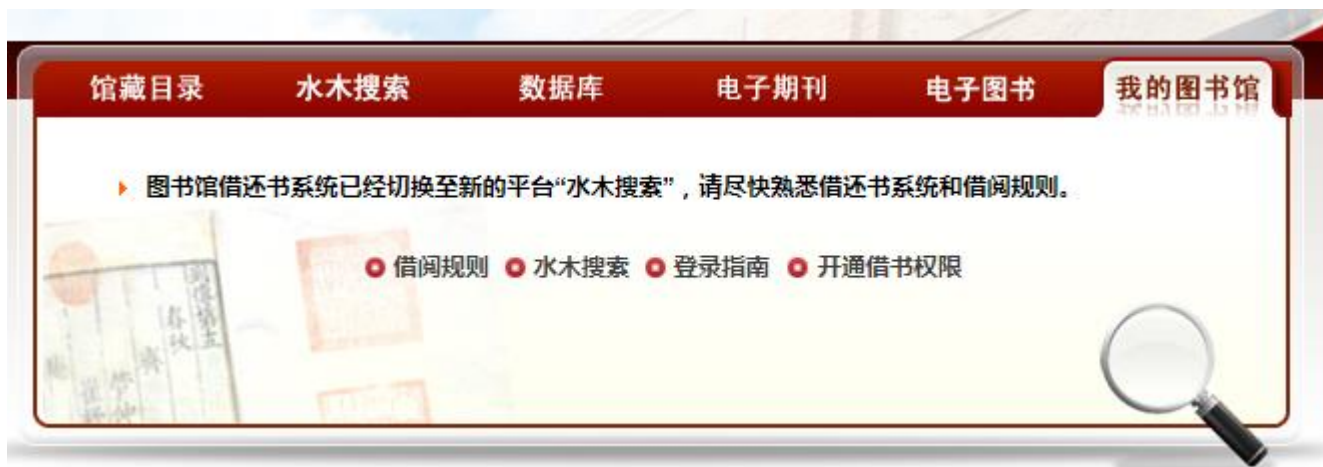 馆藏目录 水木搜索 数据库 电子期刊 电子图书 我的图书馆
图书馆借还书系统已经切换至新的平台“水木搜索”，请尽快熟悉借还书系统和借阅规则。
借阅规则 水木搜索 登录指南 开通借书权限
春秋